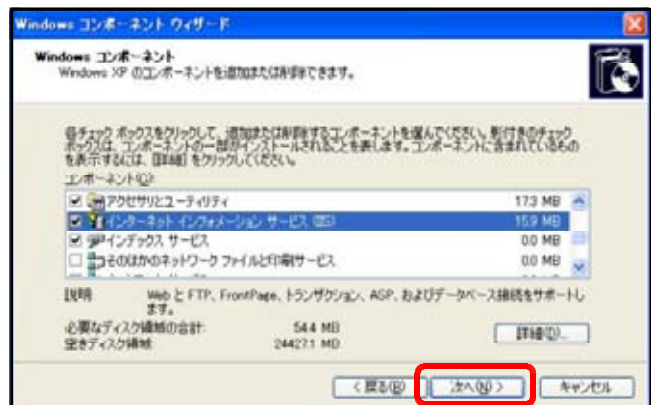 Windows コンポーネント ウィザード
Windows コンポーネント
Windows XP のコンポーネントを追加または削除できます。
各チェック ボックスをクリックして、追加または削除するコンポーネントを選んでください。影付きのチェック
ボックスは、コンポーネントの一部がインストールされることを表します。コンポーネントに含まれているもの
を表示するには、[詳細] をクリックしてください。
コンポーネント(C):
アクセサリとユーティリティ 17.3 MB
インターネット インフォメーション サービス (IIS) 15.9 MB
インデックス サービス 0.0 MB
そのほかのネットワーク ファイルと印刷サービス 0.0 MB
説明 Web と FTP、FrontPage、トランザクション、ASP、およびデータベース接続をサポートし
ます。
必要なディスク領域の合計: 54.4 MB
空きディスク領域 24427.1 MB
詳細(D)...
< 戻る(B)
次へ(N) >
キャンセル